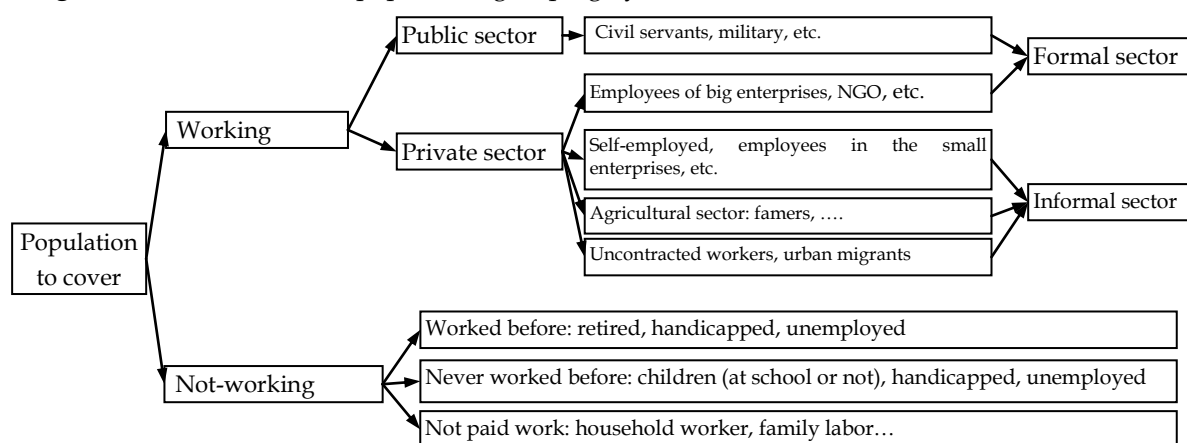 Public sector
Civil servants, military, etc.
Formal sector
Employees of big enterprises, NGO, etc.
Working
Private sector
Self-employed, employees in the small
enterprises, etc.
Agricultural sector: famers, ….
Informal sector
Uncontracted workers, urban migrants
Population
to cover
Worked before: retired, handicapped, unemployed
Not-working
Never worked before: children (at school or not), handicapped, unemployed
Not paid work: household worker, family labor…